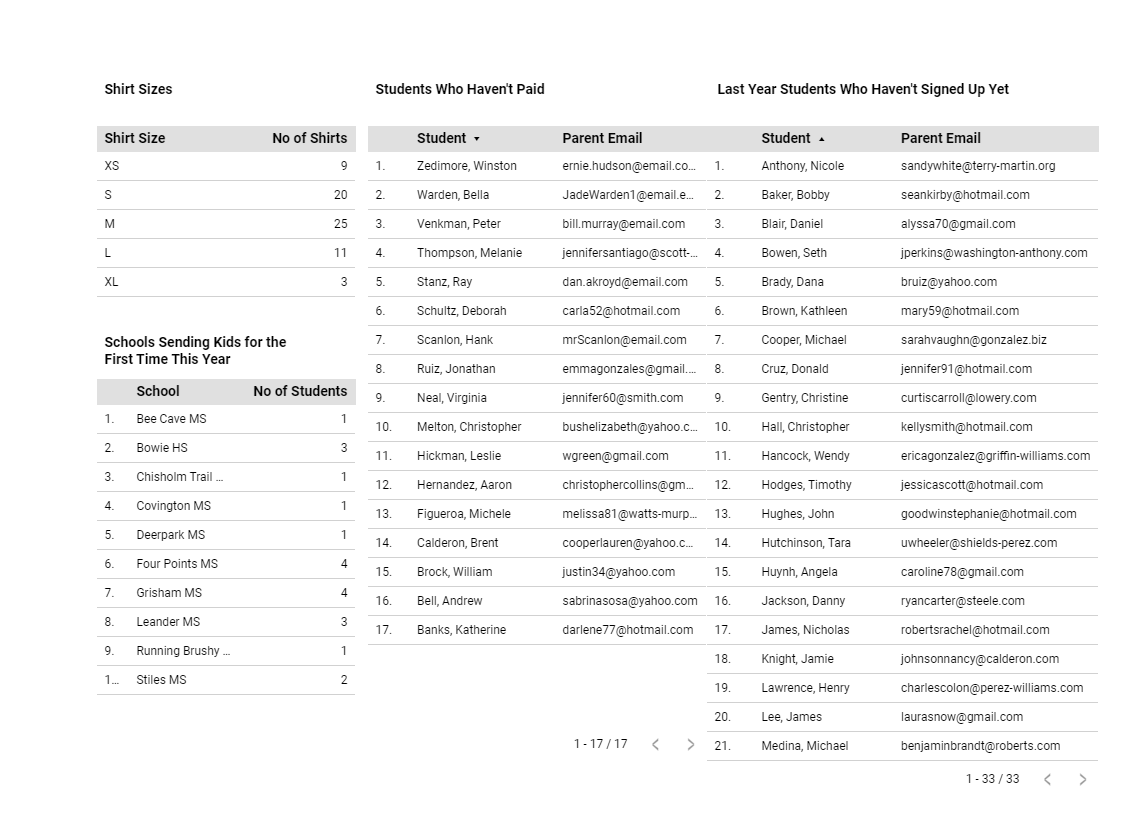 Shirt Sizes
Shirt Size No of Shirts
XS 9
S 20
M 25
L 11
XL 3
Schools Sending Kids for the
First Time This Year
School No of Students
1. Bee Cave MS 1
2. Bowie HS 3
3. Chisholm Trail ... 1
4. Covington MS 1
5. Deerpark MS 1
6. Four Points MS 4
7. Grisham MS 4
8. Leander MS 3
9. Running Brushy ... 1
1... Stiles MS 2
Students Who Haven't Paid
Student Parent Email
1. Zedimore, Winston ernie.hudson@email.co...
2. Warden, Bella JadeWarden1@email.e...
3. Venkman, Peter bill.murray@email.com
4. Thompson, Melanie jennifersantiago@scott-...
5. Stanz, Ray dan.akroyd@email.com
6. Schultz, Deborah carla52@hotmail.com
7. Scanlon, Hank mrScanlon@email.com
8. Ruiz, Jonathan emmagonzales@gmail....
9. Neal, Virginia jennifer60@smith.com
10. Melton, Christopher bushelizabeth@yahoo.c...
11. Hickman, Leslie wgreen@gmail.com
12. Hernandez, Aaron christophercollins@gm...
13. Figueroa, Michele melissa81@watts-murp...
14. Calderon, Brent cooperlauren@yahoo.c...
15. Brock, William justin34@yahoo.com
16. Bell, Andrew sabrinasosa@yahoo.com
17. Banks, Katherine darlene77@hotmail.com
1 - 17 / 17
Last Year Students Who Haven't Signed Up Yet
Student Parent Email
1. Anthony, Nicole sandywhite@terry-martin.org
2. Baker, Bobby seankirby@hotmail.com
3. Blair, Daniel alyssa70@gmail.com
4. Bowen, Seth jperkins@washington-anthony.com
5. Brady, Dana bruiz@yahoo.com
6. Brown, Kathleen mary59@hotmail.com
7. Cooper, Michael sarahvaughn@gonzalez.biz
8. Cruz, Donald jennifer91@hotmail.com
9. Gentry, Christine curtiscarroll@lowery.com
10. Hall, Christopher kellysmith@hotmail.com
11. Hancock, Wendy ericagonzalez@griffin-williams.com
12. Hodges, Timothy jessicascott@hotmail.com
13. Hughes, John goodwinstephanie@hotmail.com
14. Hutchinson, Tara uwheeler@shields-perez.com
15. Huynh, Angela caroline78@gmail.com
16. Jackson, Danny ryancarter@steele.com
17. James, Nicholas robertsrachel@hotmail.com
18. Knight, Jamie johnsonnancy@calderon.com
19. Lawrence, Henry charlescolon@perez-williams.com
20. Lee, James laurasnow@gmail.com
21. Medina, Michael benjaminbrandt@roberts.com
1 - 33 / 33